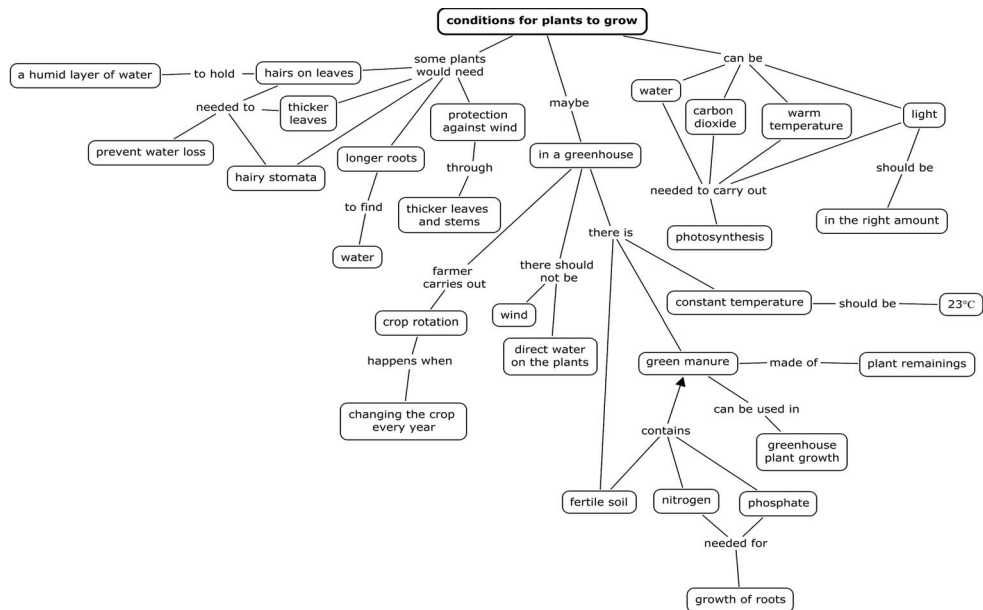 conditions for plants to grow
some plants
would need
can be
a humid layer of water
to hold
hairs on leaves
needed to
thicker
leaves
protection
against wind
maybe
water
carbon
dioxide
warm
temperature
light
prevent water loss
hairy stomata
longer roots
through
in a greenhouse
needed to carry out
should be
to find
thicker leaves
and stems
photosynthesis
in the right amount
water
there is
farmer
carries out
there should
not be
constant temperature
should be
23°C
crop rotation
wind
happens when
direct water
on the plants
green manure
made of
plant remainings
changing the crop
every year
can be used in
contains
greenhouse
plant growth
fertile soil
nitrogen
phosphate
needed for
growth of roots